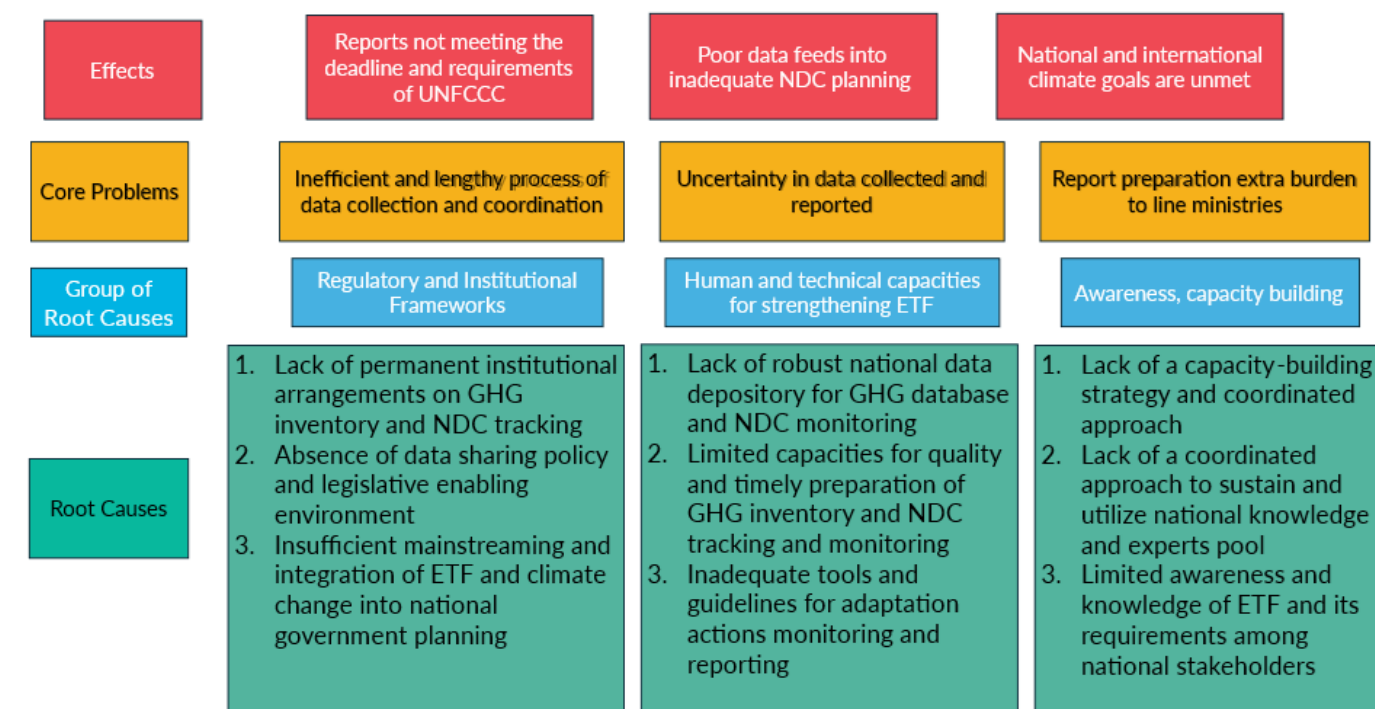 Effects
Reports not meeting the
deadline and requirements
of UNFCCC
Poor data feeds into
inadequate NDC planning
National and international
climate goals are unmet
Core Problems
Inefficient and lengthy process of
data collection and coordination
Uncertainty in data collected and
reported
Report preparation extra burden
to line ministries
Group of
Root Causes
Regulatory and Institutional
Frameworks
Human and technical capacities
for strengthening ETF
Awareness, capacity building
Root Causes
1. Lack of permanent institutional
arrangements on GHG
inventory and NDC tracking
2. Absence of data sharing policy
and legislative enabling
environment
3. Insufficient mainstreaming and
integration of ETF and climate
change into national
government planning
1. Lack of robust national data
depository for GHG database
and NDC monitoring
2. Limited capacities for quality
and timely preparation of
GHG inventory and NDC
tracking and monitoring
3. Inadequate tools and
guidelines for adaptation
actions monitoring and
reporting
1. Lack of a capacity-building
strategy and coordinated
approach
2. Lack of a coordinated
approach to sustain and
utilize national knowledge
and experts pool
3. Limited awareness and
knowledge of ETF and its
requirements among
national stakeholders